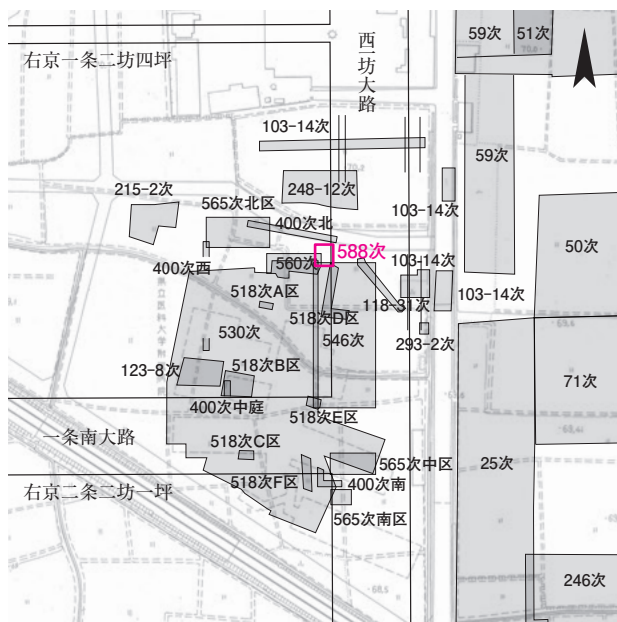 59次
51次
右京一条二坊四坪
西一坊大路
103-14次
59次
215-2次
565次北区
248-12次
400次北
103-14次
50次
588次
400次西
560次
103-14次
518次A区
518次D区
118-31次
103-14次
530次
546次
293-2次
123-8次
518次B区
71次
400次中庭
518次E区
一条南大路
518次C区
565次中区
25次
右京二条二坊一坪
518次F区
400次南
565次南区
246次